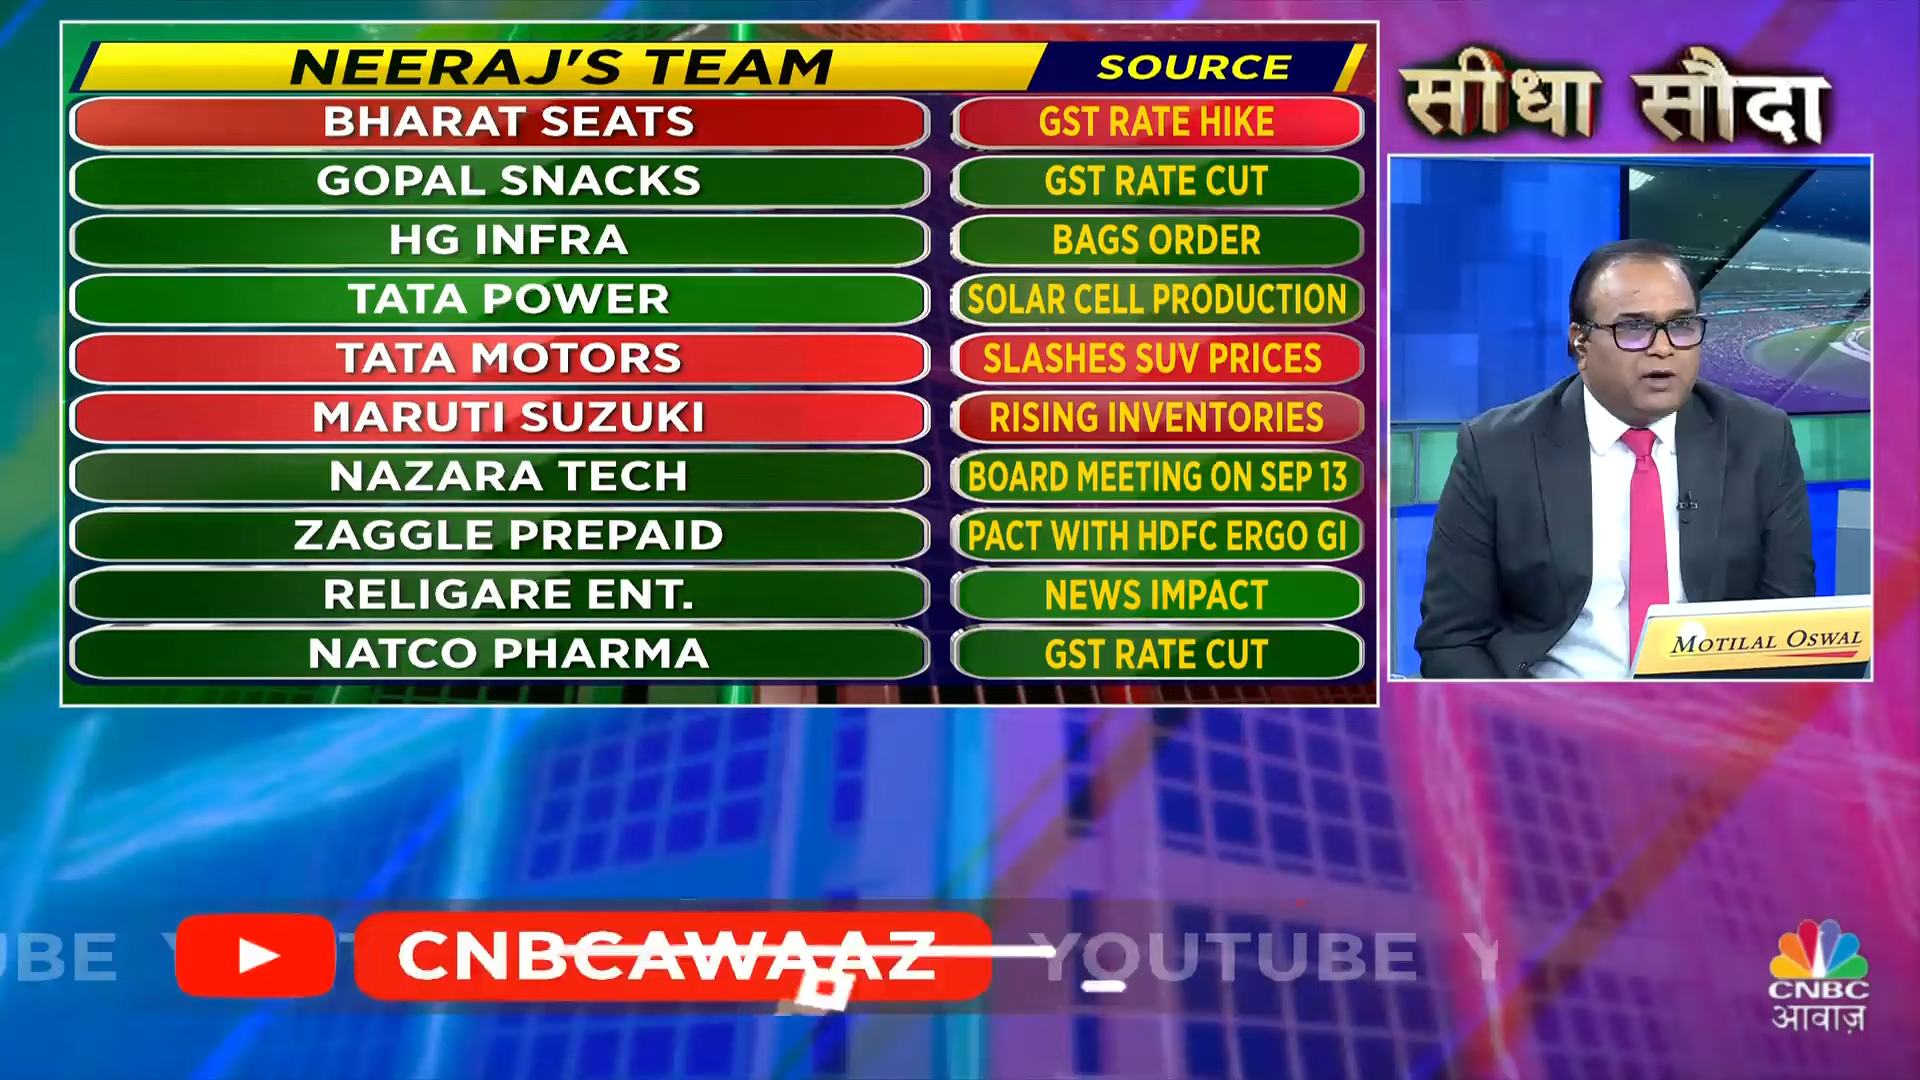 NEERAJ'S TEAM SOURCE
BHARAT SEATS GST RATE HIKE
GOPAL SNACKS GST RATE CUT
HG INFRA BAGS ORDER
TATA POWER SOLAR CELL PRODUCTION
TATA MOTORS SLASHES SUV PRICES
MARUTI SUZUKI RISING INVENTORIES
NAZARA TECH BOARD MEETING ON SEP 13
ZAGGLE PREPAID PACT WITH HDFC ERGO GI
RELIGARE ENT. NEWS IMPACT
NATCO PHARMA GST RATE CUT
सीधा सौदा
MOTILAL OSWAL
UBE CNBCAWAAZ YOUTUBE Y
CNBC
आवाज़